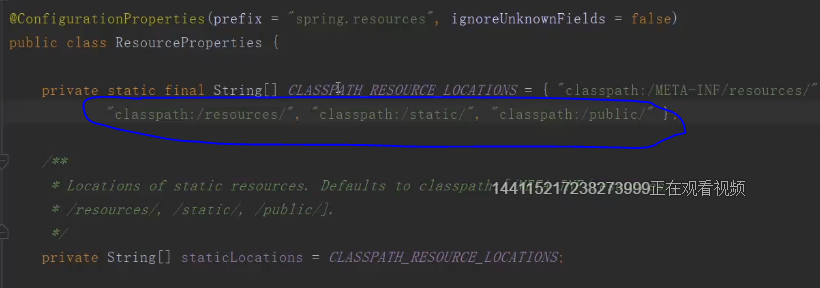 @ConfigurationProperties(prefix = "spring.resources", ignoreUnknownFields = false)
public class ResourceProperties {
private static final String[] CLASSPATH_RESOURCE_LOCATIONS = { "classpath:/META-INF/resources/"
"classpath:/resources/", "classpath:/static/", "classpath:/public/" };
/**
* Locations of static resources. Defaults to classpath
144115217238273999正在观看视频
* /resources/, /static/, /public/].
*/
private String[] staticLocations = CLASSPATH_RESOURCE_LOCATIONS;